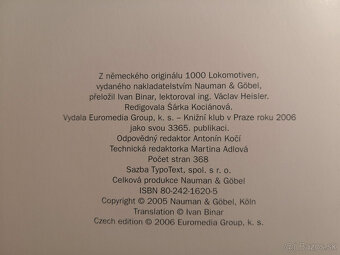 Z německého originálu 1000 Lokomotiven,
vydaného nakladatelstvím Nauman & Göbel,
přeložil Ivan Binar, lektoroval ing. Václav Heisler.
Redigovala Šárka Kociánová.
Vydala Euromedia Group, k. s. – Knižní klub v Praze roku 2006
jako svou 3365. publikaci.
Odpovědný redaktor Antonín Kočí
Technická redaktorka Martina Adlová
Počet stran 368
Sazba TypoText, spol. s r. o.
Celková produkce Nauman & Göbel
ISBN 80-242-1620-5
Copyright © 2005 Nauman & Göbel, Köln
Translation © Ivan Binar
Czech edition © 2006 Euromedia Group, k. s.